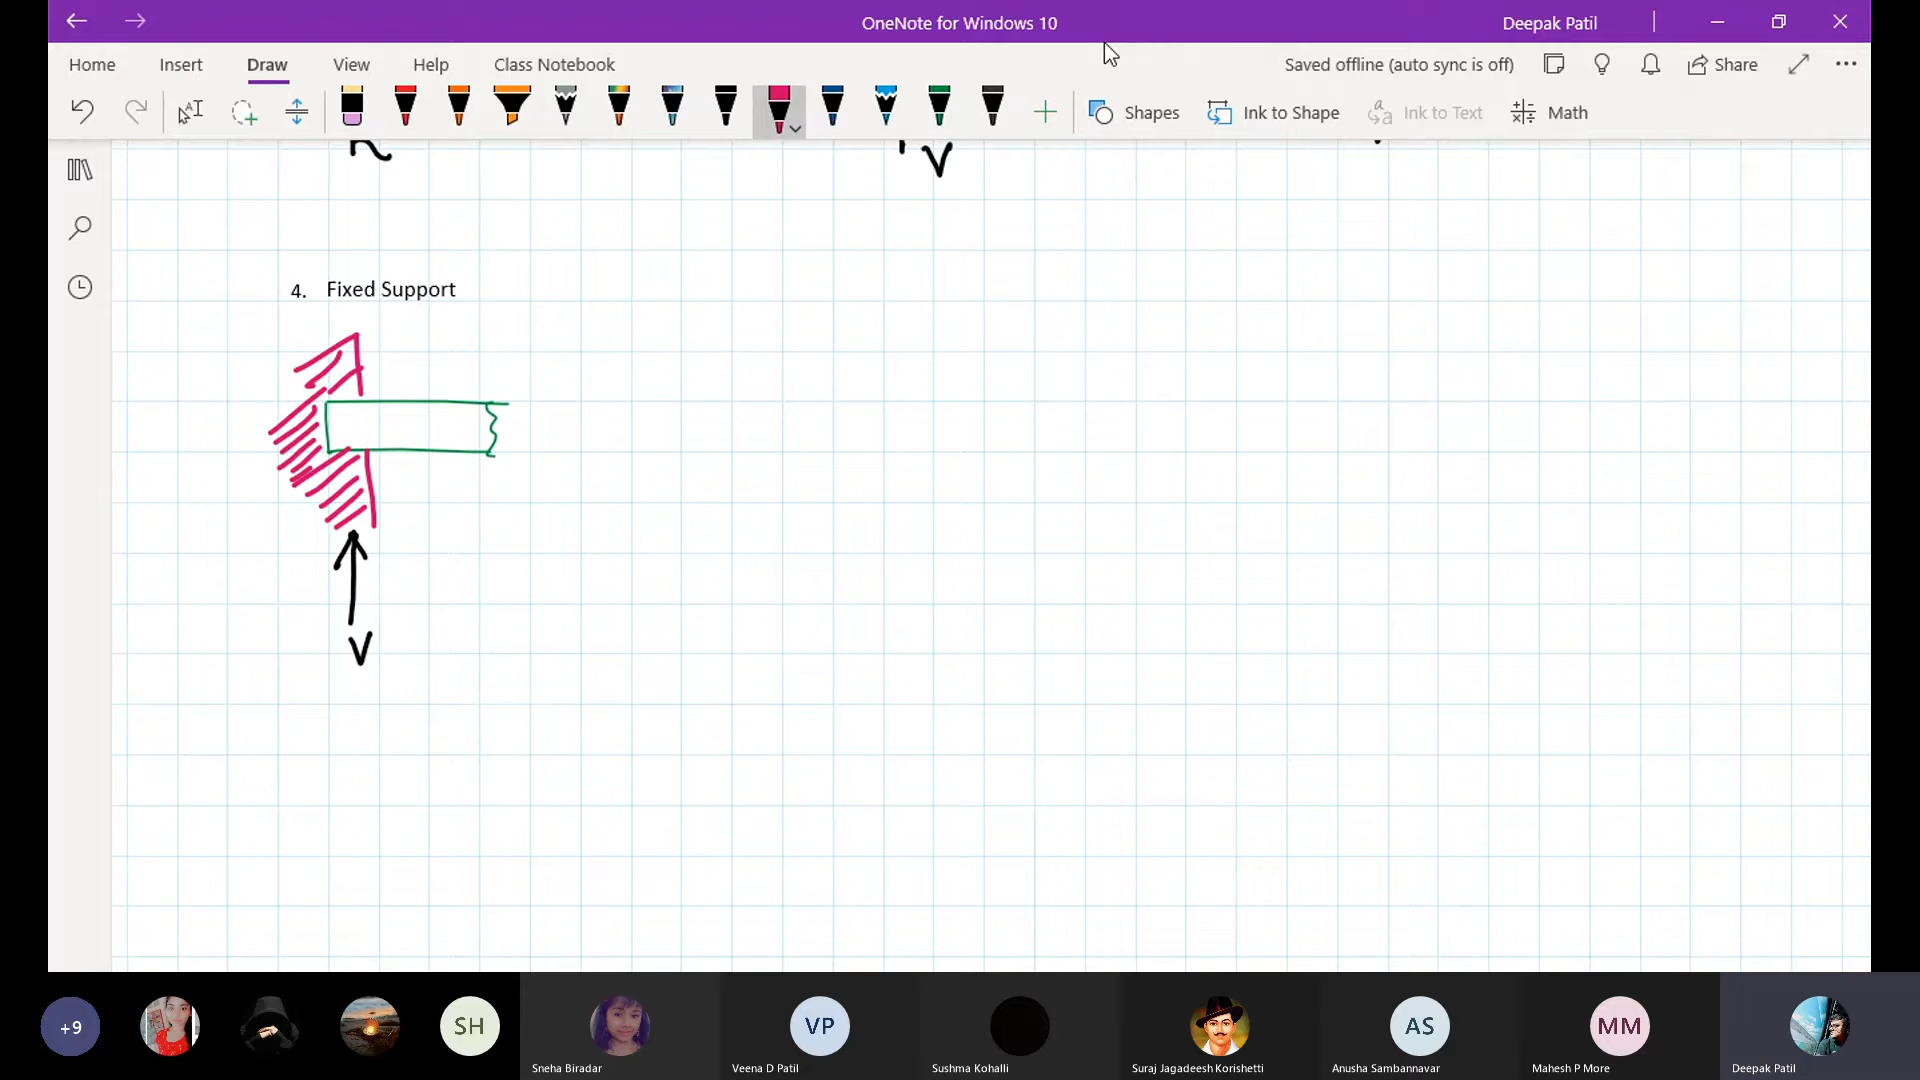 OneNote for Windows 10
Deepak Patil
Home Insert Draw View Help Class Notebook
Saved offline (auto sync is off)
Share
Shapes Ink to Shape Ink to Text Math
R
V
4. Fixed Support
V
+9
SH
VP
AS
MM
Sneha Biradar
Veena D Patil
Sushma Kohalli
Suraj Jagadeesh Korishetti
Anusha Sambannavar
Mahesh P More
Deepak Patil